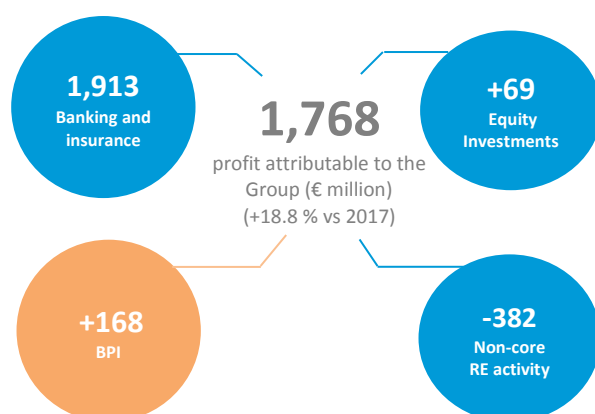 1,913
Banking and
insurance
1,768
profit attributable to the
Group (€ million)
(+18.8 % vs 2017)
+69
Equity
Investments
+168
BPI
-382
Non-core
RE activity